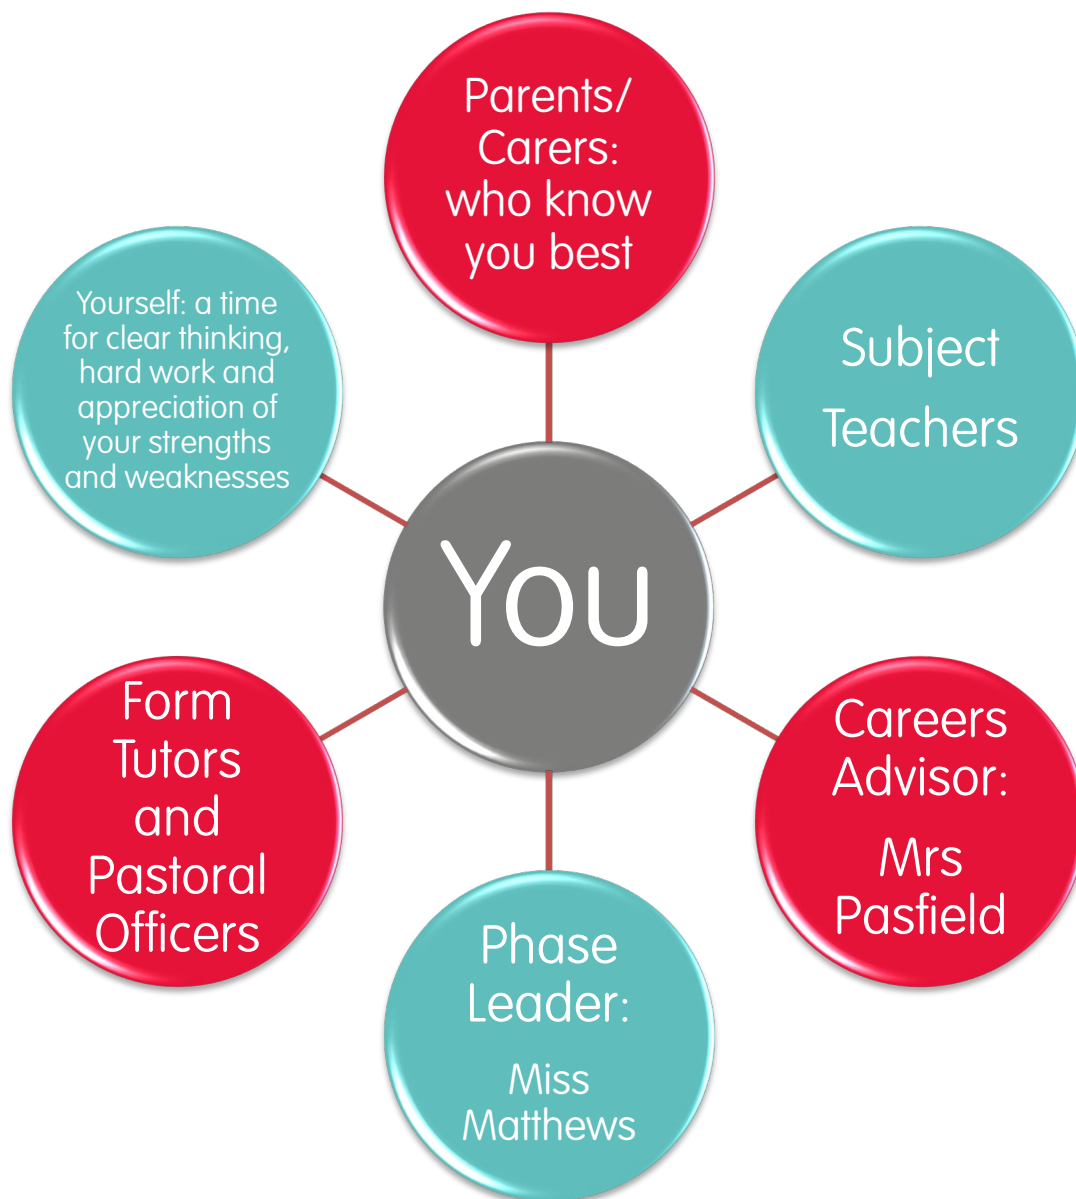 Parents/
Carers:
who know
you best
Subject
Teachers
Careers
Advisor:
Mrs
Pasfield
Phase
Leader:
Miss
Matthews
Form
Tutors
and
Pastoral
Officers
Yourself: a time
for clear thinking,
hard work and
appreciation of
your strengths
and weaknesses
You